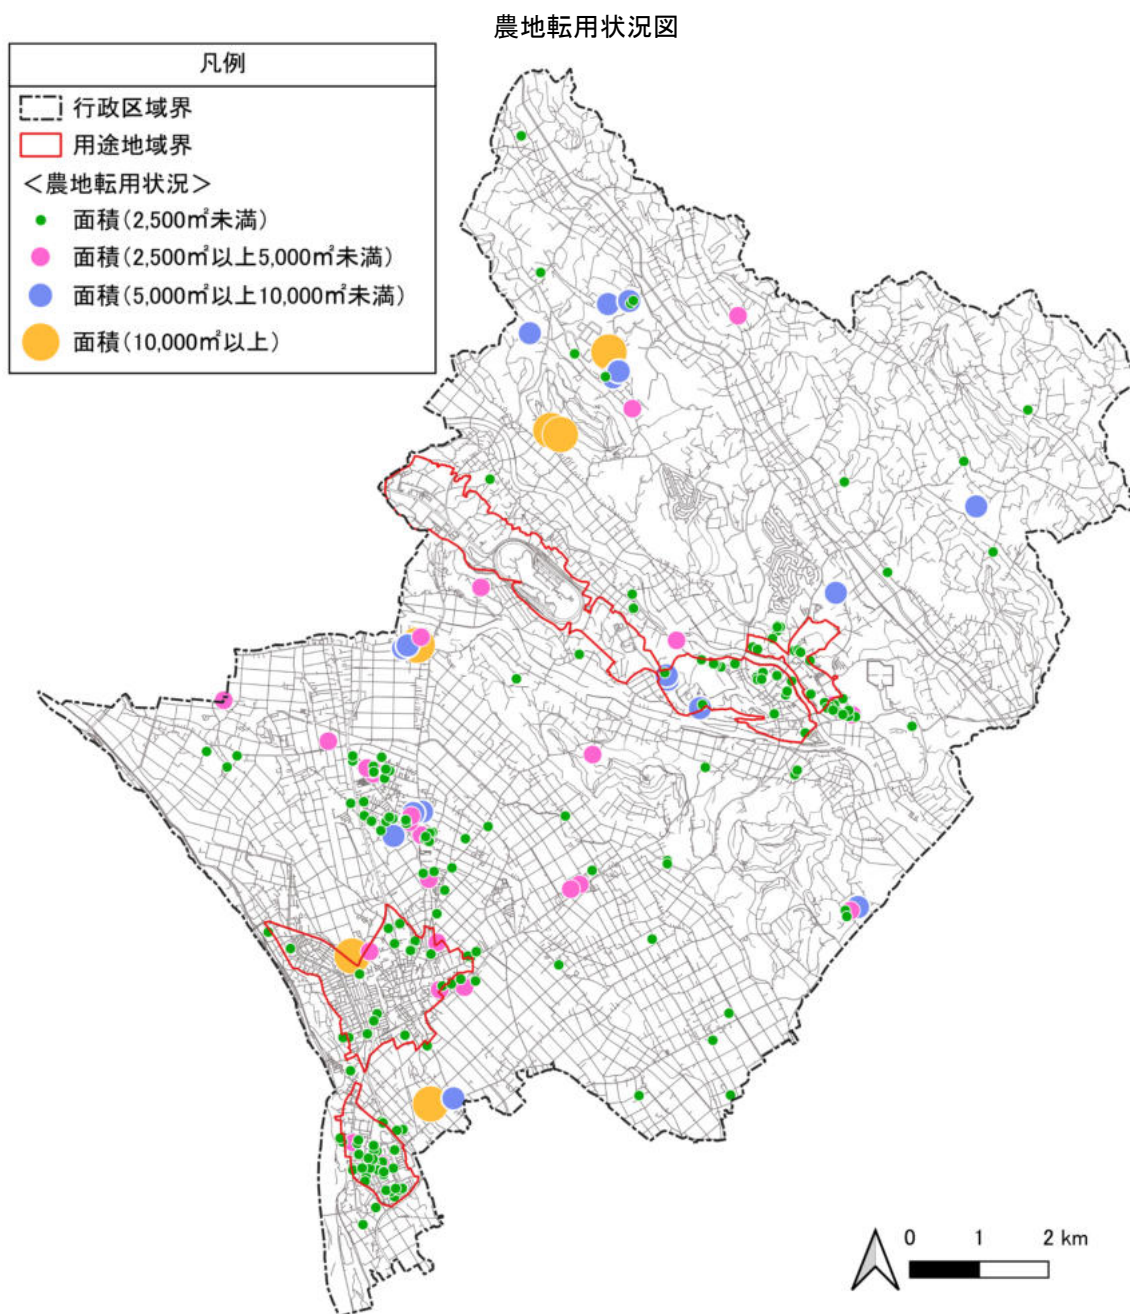 農地転用状況図
凡例
行政区域界
用途地域界
<農地転用状況>
面積(2,500㎡未満)
面積(2,500㎡以上5,000㎡未満)
面積(5,000㎡以上10,000㎡未満)
面積(10,000㎡以上)
0 1 2 km